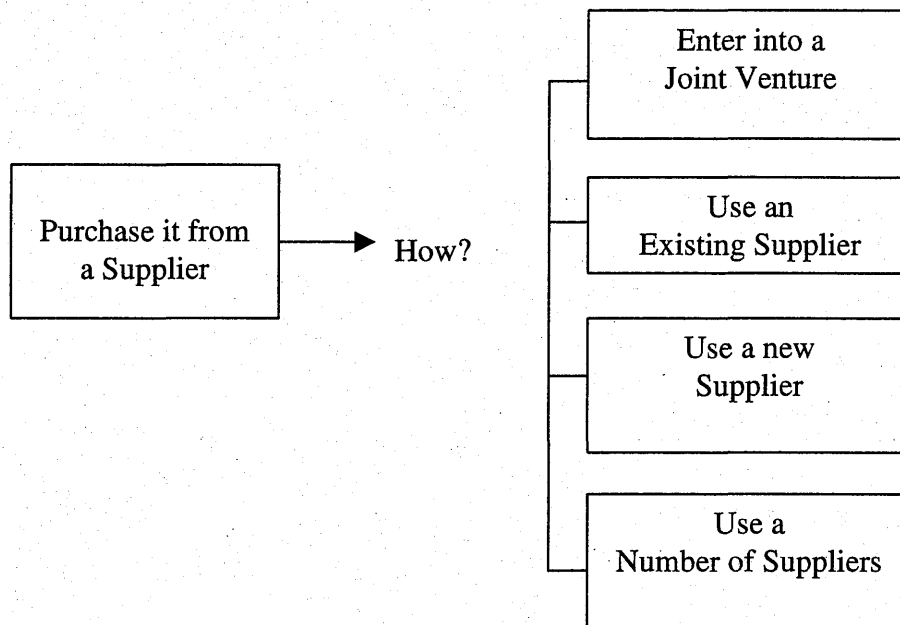 Purchase it from
a Supplier
How?
Enter into a
Joint Venture
Use an
Existing Supplier
Use a new
Supplier
Use a
Number of Suppliers